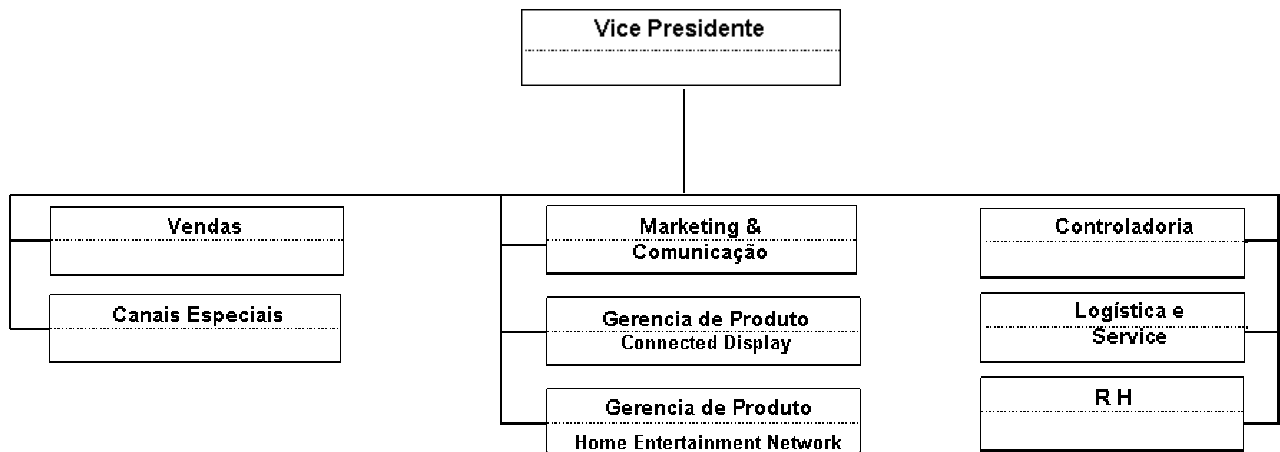 Vice Presidente
Vendas
Canais Especiais
Marketing &
Comunicação
Gerencia de Produto
Connected Display
Gerencia de Produto
Home Entertainment Network
Controladoria
Logística e
Service
R H